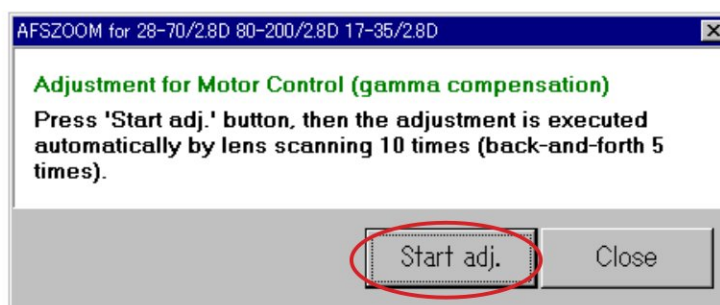 AFSZOOM for 28-70/2.8D 80-200/2.8D 17-35/2.8D
Adjustment for Motor Control (gamma compensation)
Press 'Start adj.' button, then the adjustment is executed
automatically by lens scanning 10 times (back-and-forth 5
times).
Start adj. Close